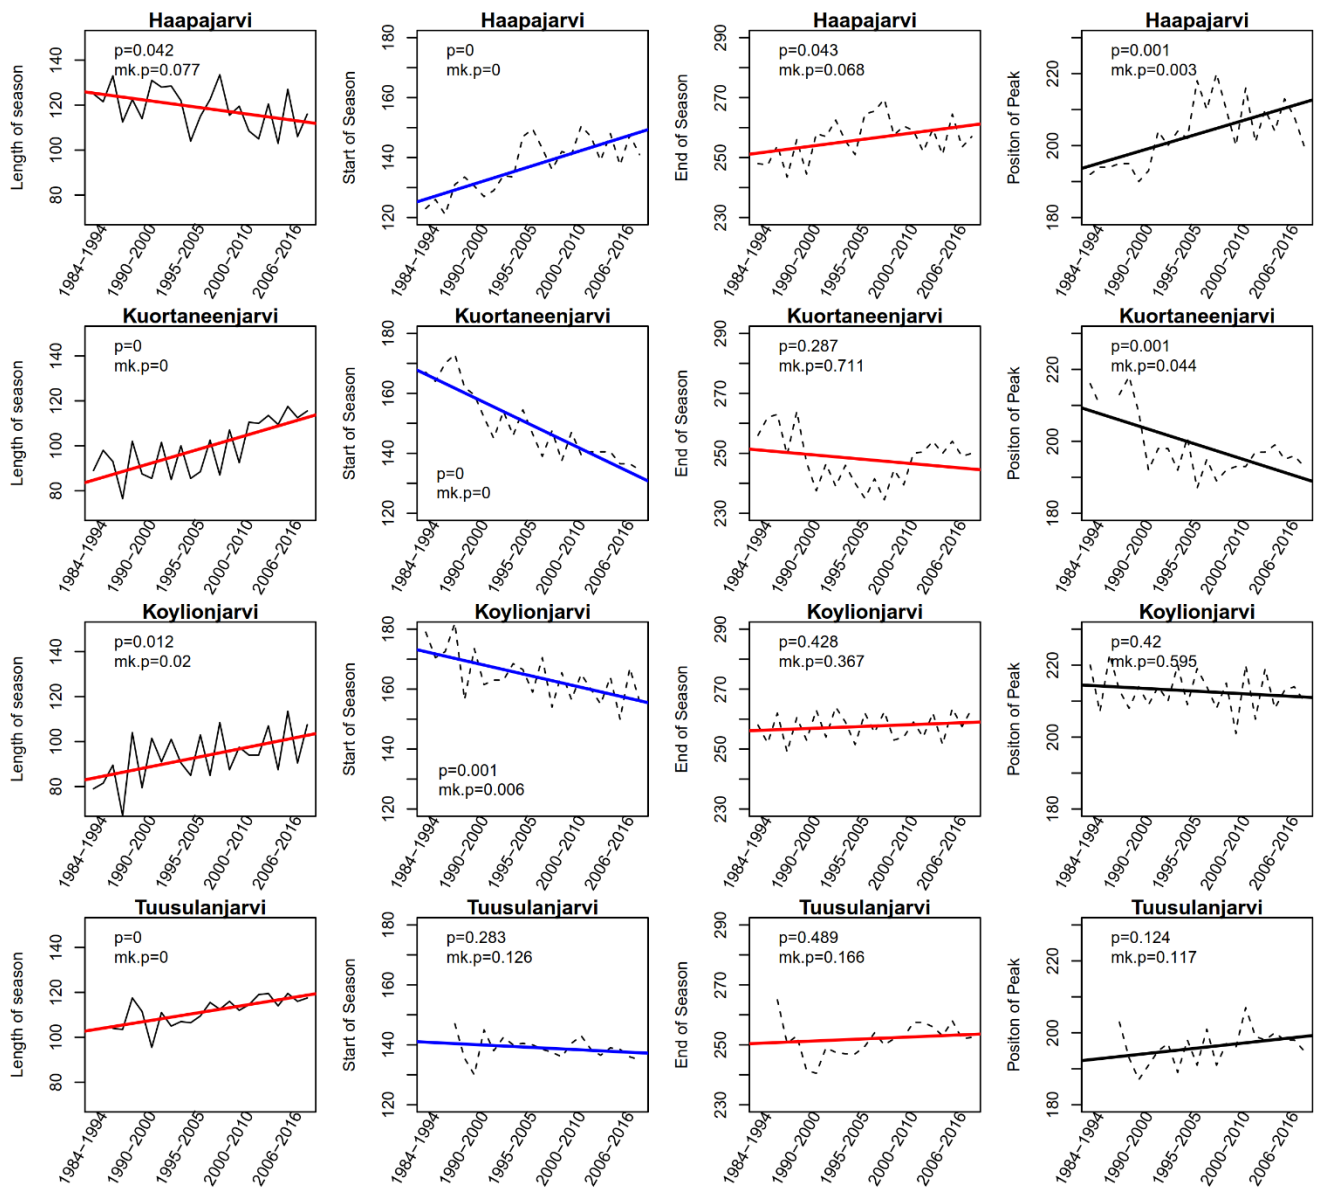 Haapajarvi
p=0.042
mk.p=0.077
Length of season
80
100
120
140
1984−1994
1990−2000
1995−2005
2000−2010
2006−2016
Haapajarvi
p=0
mk.p=0
Start of Season
120
140
160
180
1984−1994
1990−2000
1995−2005
2000−2010
2006−2016
Haapajarvi
p=0.043
mk.p=0.068
End of Season
230
250
270
290
1984−1994
1990−2000
1995−2005
2000−2010
2006−2016
Haapajarvi
p=0.001
mk.p=0.003
Positon of Peak
180
200
220
1984−1994
1990−2000
1995−2005
2000−2010
2006−2016
Kuortaneenjarvi
p=0
mk.p=0
Length of season
80
100
120
140
1984−1994
1990−2000
1995−2005
2000−2010
2006−2016
Kuortaneenjarvi
p=0
mk.p=0
Start of Season
120
140
160
180
1984−1994
1990−2000
1995−2005
2000−2010
2006−2016
Kuortaneenjarvi
p=0.287
mk.p=0.711
End of Season
230
250
270
290
1984−1994
1990−2000
1995−2005
2000−2010
2006−2016
Kuortaneenjarvi
p=0.001
mk.p=0.044
Positon of Peak
180
200
220
1984−1994
1990−2000
1995−2005
2000−2010
2006−2016
Koylionjarvi
p=0.012
mk.p=0.02
Length of season
80
100
120
140
1984−1994
1990−2000
1995−2005
2000−2010
2006−2016
Koylionjarvi
p=0.001
mk.p=0.006
Start of Season
120
140
160
180
1984−1994
1990−2000
1995−2005
2000−2010
2006−2016
Koylionjarvi
p=0.428
mk.p=0.367
End of Season
230
250
270
290
1984−1994
1990−2000
1995−2005
2000−2010
2006−2016
Koylionjarvi
p=0.42
mk.p=0.595
Positon of Peak
180
200
220
1984−1994
1990−2000
1995−2005
2000−2010
2006−2016
Tuusulanjarvi
p=0
mk.p=0
Length of season
80
100
120
140
1984−1994
1990−2000
1995−2005
2000−2010
2006−2016
Tuusulanjarvi
p=0.283
mk.p=0.126
Start of Season
120
140
160
180
1984−1994
1990−2000
1995−2005
2000−2010
2006−2016
Tuusulanjarvi
p=0.489
mk.p=0.166
End of Season
230
250
270
290
1984−1994
1990−2000
1995−2005
2000−2010
2006−2016
Tuusulanjarvi
p=0.124
mk.p=0.117
Positon of Peak
180
200
220
1984−1994
1990−2000
1995−2005
2000−2010
2006−2016